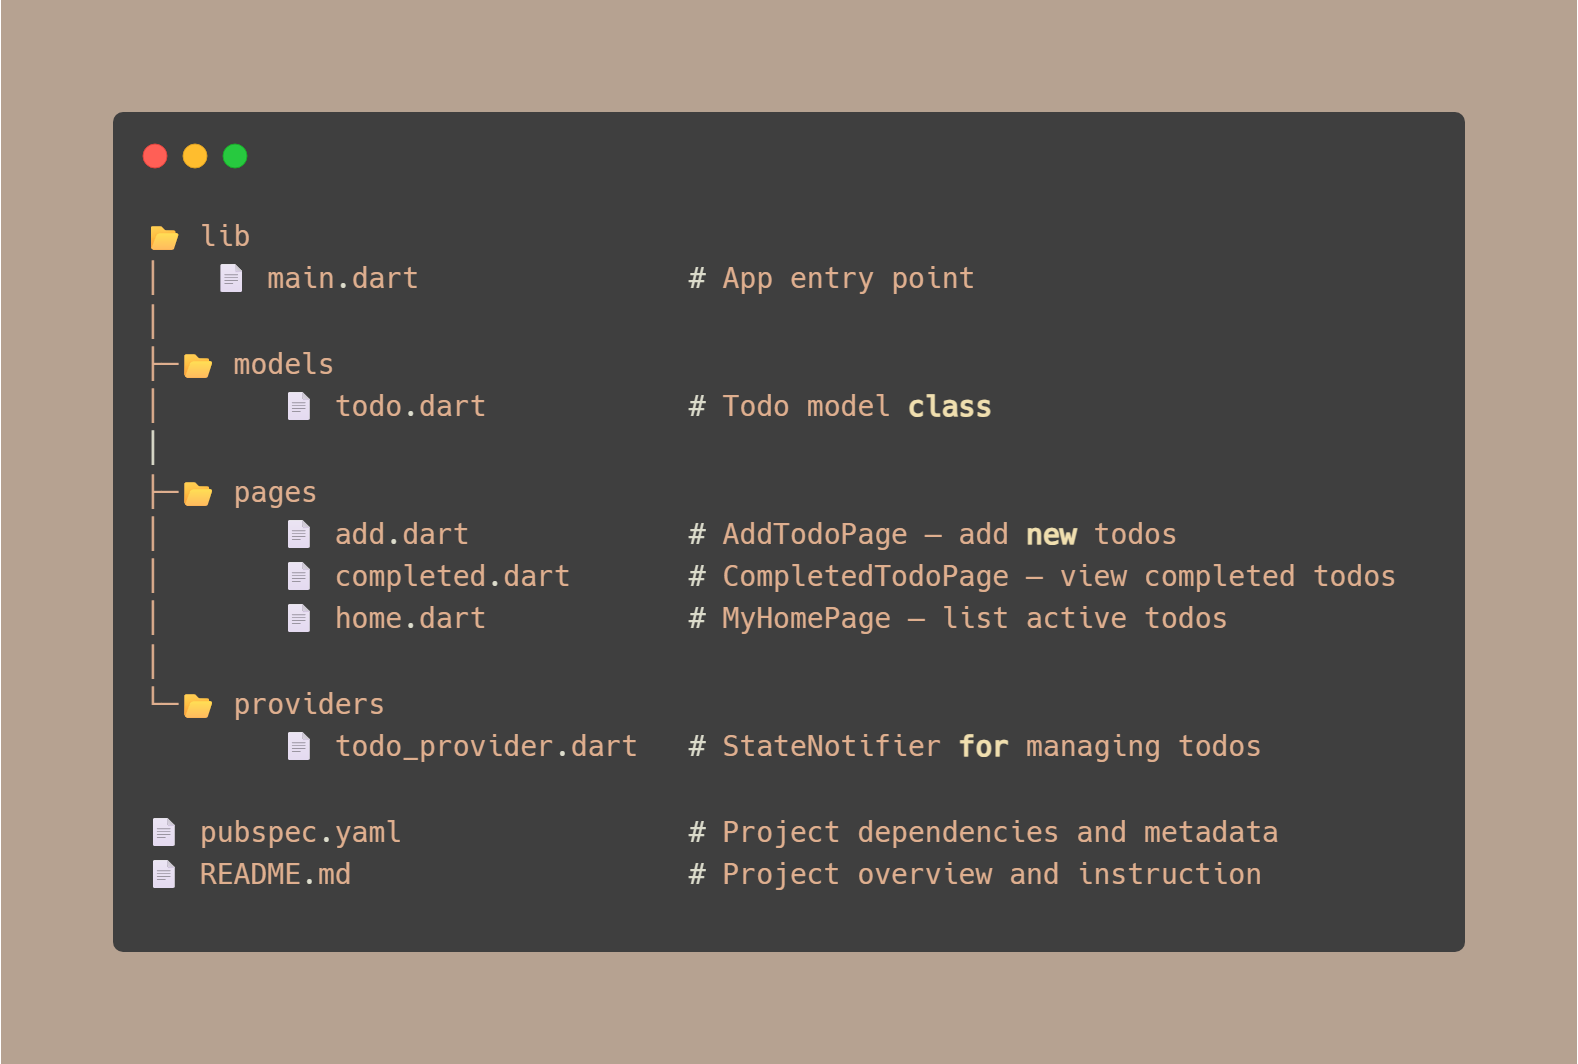 lib
│ main.dart # App entry point
│
├─ models
│ todo.dart # Todo model class
│
├─ pages
│ add.dart # AddTodoPage – add new todos
│ completed.dart # CompletedTodoPage – view completed todos
│ home.dart # MyHomePage – list active todos
│
└─ providers
todo_provider.dart # StateNotifier for managing todos
pubspec.yaml # Project dependencies and metadata
README.md # Project overview and instruction